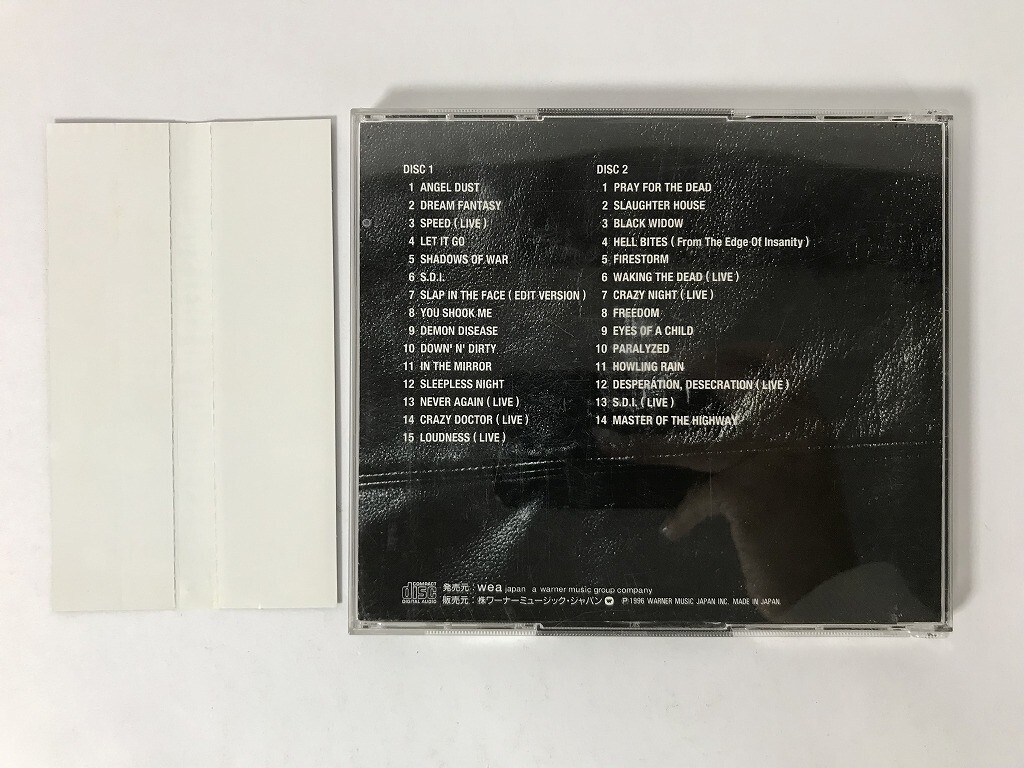 DISC 1
1 ANGEL DUST
2 DREAM FANTASY
3 SPEED ( LIVE )
4 LET IT GO
5 SHADOWS OF WAR
6 S.D.I.
7 SLAP IN THE FACE ( EDIT VERSION )
8 YOU SHOOK ME
9 DEMON DISEASE
10 DOWN' N' DIRTY
11 IN THE MIRROR
12 SLEEPLESS NIGHT
13 NEVER AGAIN ( LIVE )
14 CRAZY DOCTOR ( LIVE )
15 LOUDNESS ( LIVE )
DISC 2
1 PRAY FOR THE DEAD
2 SLAUGHTER HOUSE
3 BLACK WIDOW
4 HELL BITES ( From The Edge Of Insanity )
5 FIRESTORM
6 WAKING THE DEAD ( LIVE )
7 CRAZY NIGHT ( LIVE )
8 FREEDOM
9 EYES OF A CHILD
10 PARALYZED
11 HOWLING RAIN
12 DESPERATION, DESECRATION ( LIVE )
13 S.D.I. ( LIVE )
14 MASTER OF THE HIGHWAY
COMPACT
disc
DIGITAL AUDIO
発売元 : wea japan a warner music group company
販売元 : ㈱ワーナーミュージック・ジャパン ℗ 1996 WARNER MUSIC JAPAN INC. MADE IN JAPAN.